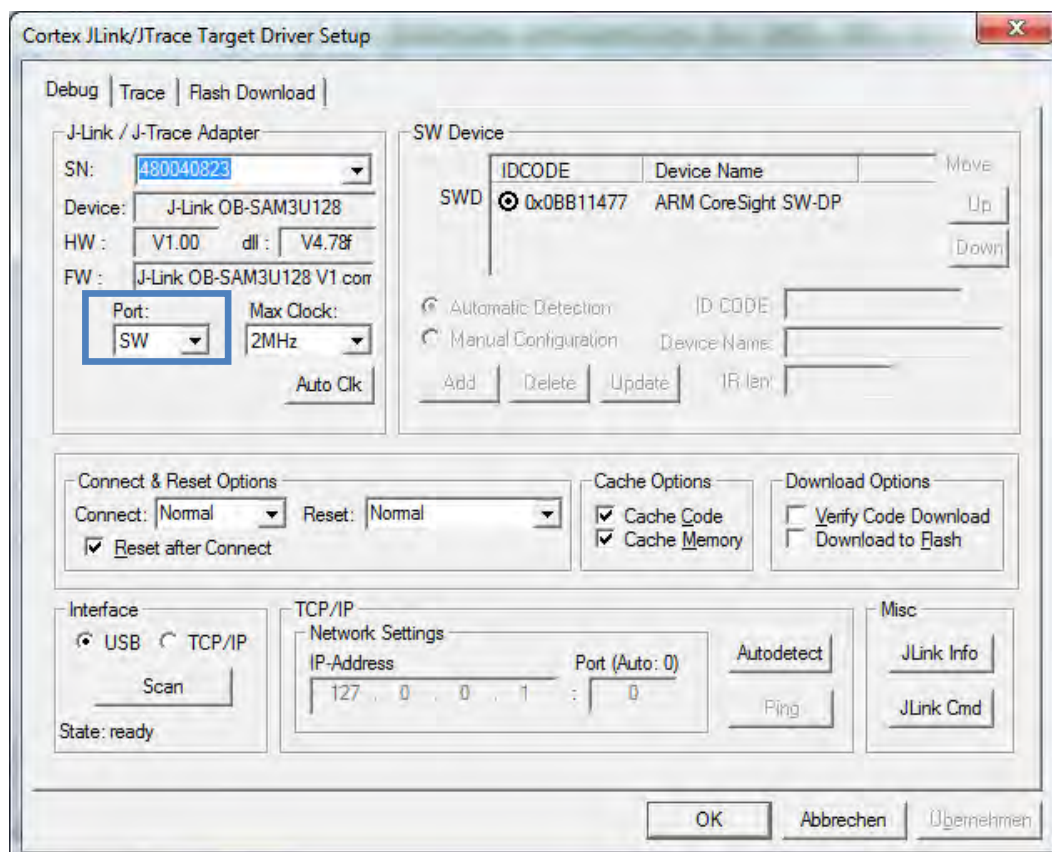 Cortex JLink/JTrace Target Driver Setup
Debug Trace Flash Download
J-Link / J-Trace Adapter
SN: 480040823
Device: J-Link OB-SAM3U128
HW : V1.00 dll : V4.78f
FW : J-Link OB-SAM3U128 V1 com
Port: Max Clock:
SW 2MHz
Auto Clk
SW Device
IDCODE Device Name
SWD 0x0BB11477 ARM CoreSight SW-DP
Move
Up
Down
Automatic Detection ID CODE:
Manual Configuration Device Name:
Add Delete Update IR len:
Connect & Reset Options
Connect: Normal Reset: Normal
Reset after Connect
Cache Options
Cache Code
Cache Memory
Download Options
Verify Code Download
Download to Flash
Interface
USB TCP/IP
Scan
State: ready
TCP/IP
Network Settings
IP-Address Port (Auto: 0)
127 . 0 . 0 . 1 : 0
Autodetect
Ping
Misc
JLink Info
JLink Cmd
OK Abbrechen Übernehmen